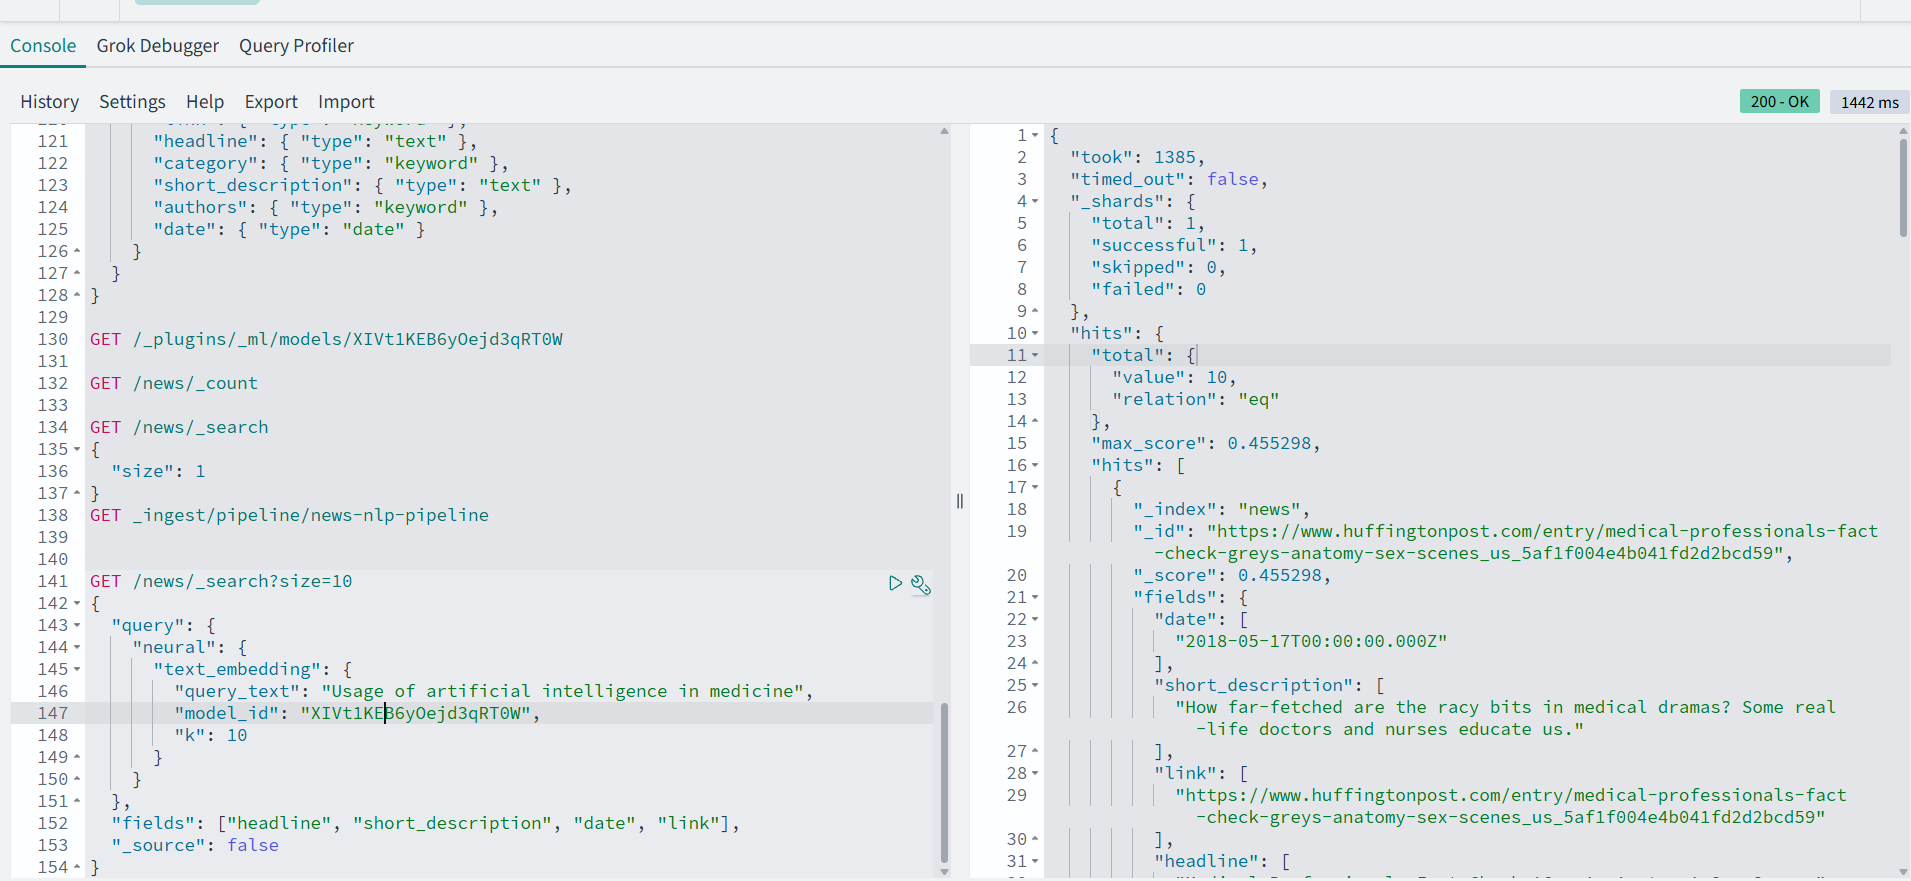 Console Grok Debugger Query Profiler
History Settings Help Export Import
200 - OK 1442 ms
121 "headline": { "type": "text" },
122 "category": { "type": "keyword" },
123 "short_description": { "type": "text" },
124 "authors": { "type": "keyword" },
125 "date": { "type": "date" }
126 }
127 }
128 }
129
130 GET /_plugins/_ml/models/XIVt1KEB6yOejd3qRT0W
131
132 GET /news/_count
133
134 GET /news/_search
135 {
136 "size": 1
137 }
138 GET _ingest/pipeline/news-nlp-pipeline
139
140
141 GET /news/_search?size=10
142 {
143 "query": {
144 "neural": {
145 "text_embedding": {
146 "query_text": "Usage of artificial intelligence in medicine",
147 "model_id": "XIVt1KEB6yOejd3qRT0W",
148 "k": 10
149 }
150 }
151 },
152 "fields": ["headline", "short_description", "date", "link"],
153 "_source": false
154 }
1 {
2 "took": 1385,
3 "timed_out": false,
4 "_shards": {
5 "total": 1,
6 "successful": 1,
7 "skipped": 0,
8 "failed": 0
9 },
10 "hits": {
11 "total": {
12 "value": 10,
13 "relation": "eq"
14 },
15 "max_score": 0.455298,
16 "hits": [
17 {
18 "_index": "news",
19 "_id": "https://www.huffingtonpost.com/entry/medical-professionals-fact
-check-greys-anatomy-sex-scenes_us_5af1f004e4b041fd2d2bcd59",
20 "_score": 0.455298,
21 "fields": {
22 "date": [
23 "2018-05-17T00:00:00.000Z"
24 ],
25 "short_description": [
26 "How far-fetched are the racy bits in medical dramas? Some real
-life doctors and nurses educate us."
27 ],
28 "link": [
29 "https://www.huffingtonpost.com/entry/medical-professionals-fact
-check-greys-anatomy-sex-scenes_us_5af1f004e4b041fd2d2bcd59"
30 ],
31 "headline": [